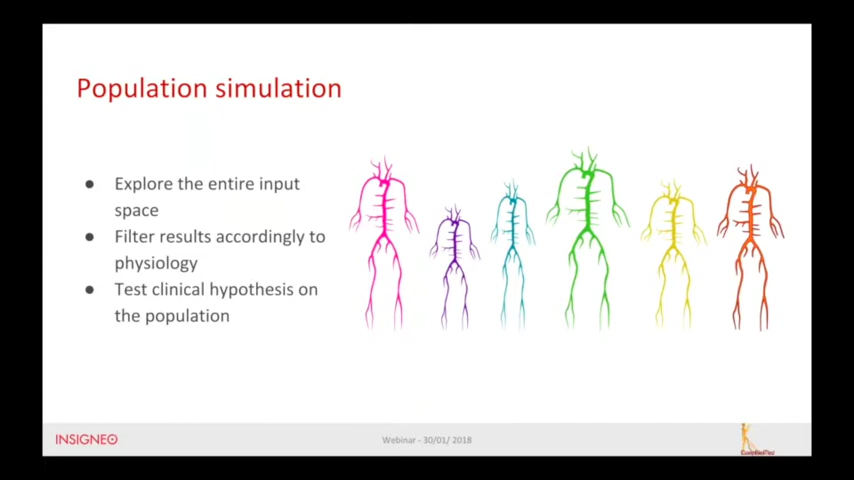 Population simulation
● Explore the entire input
space
● Filter results accordingly to
physiology
● Test clinical hypothesis on
the population
INSIGNEO
Webinar - 30/01/ 2018
CompBioMed